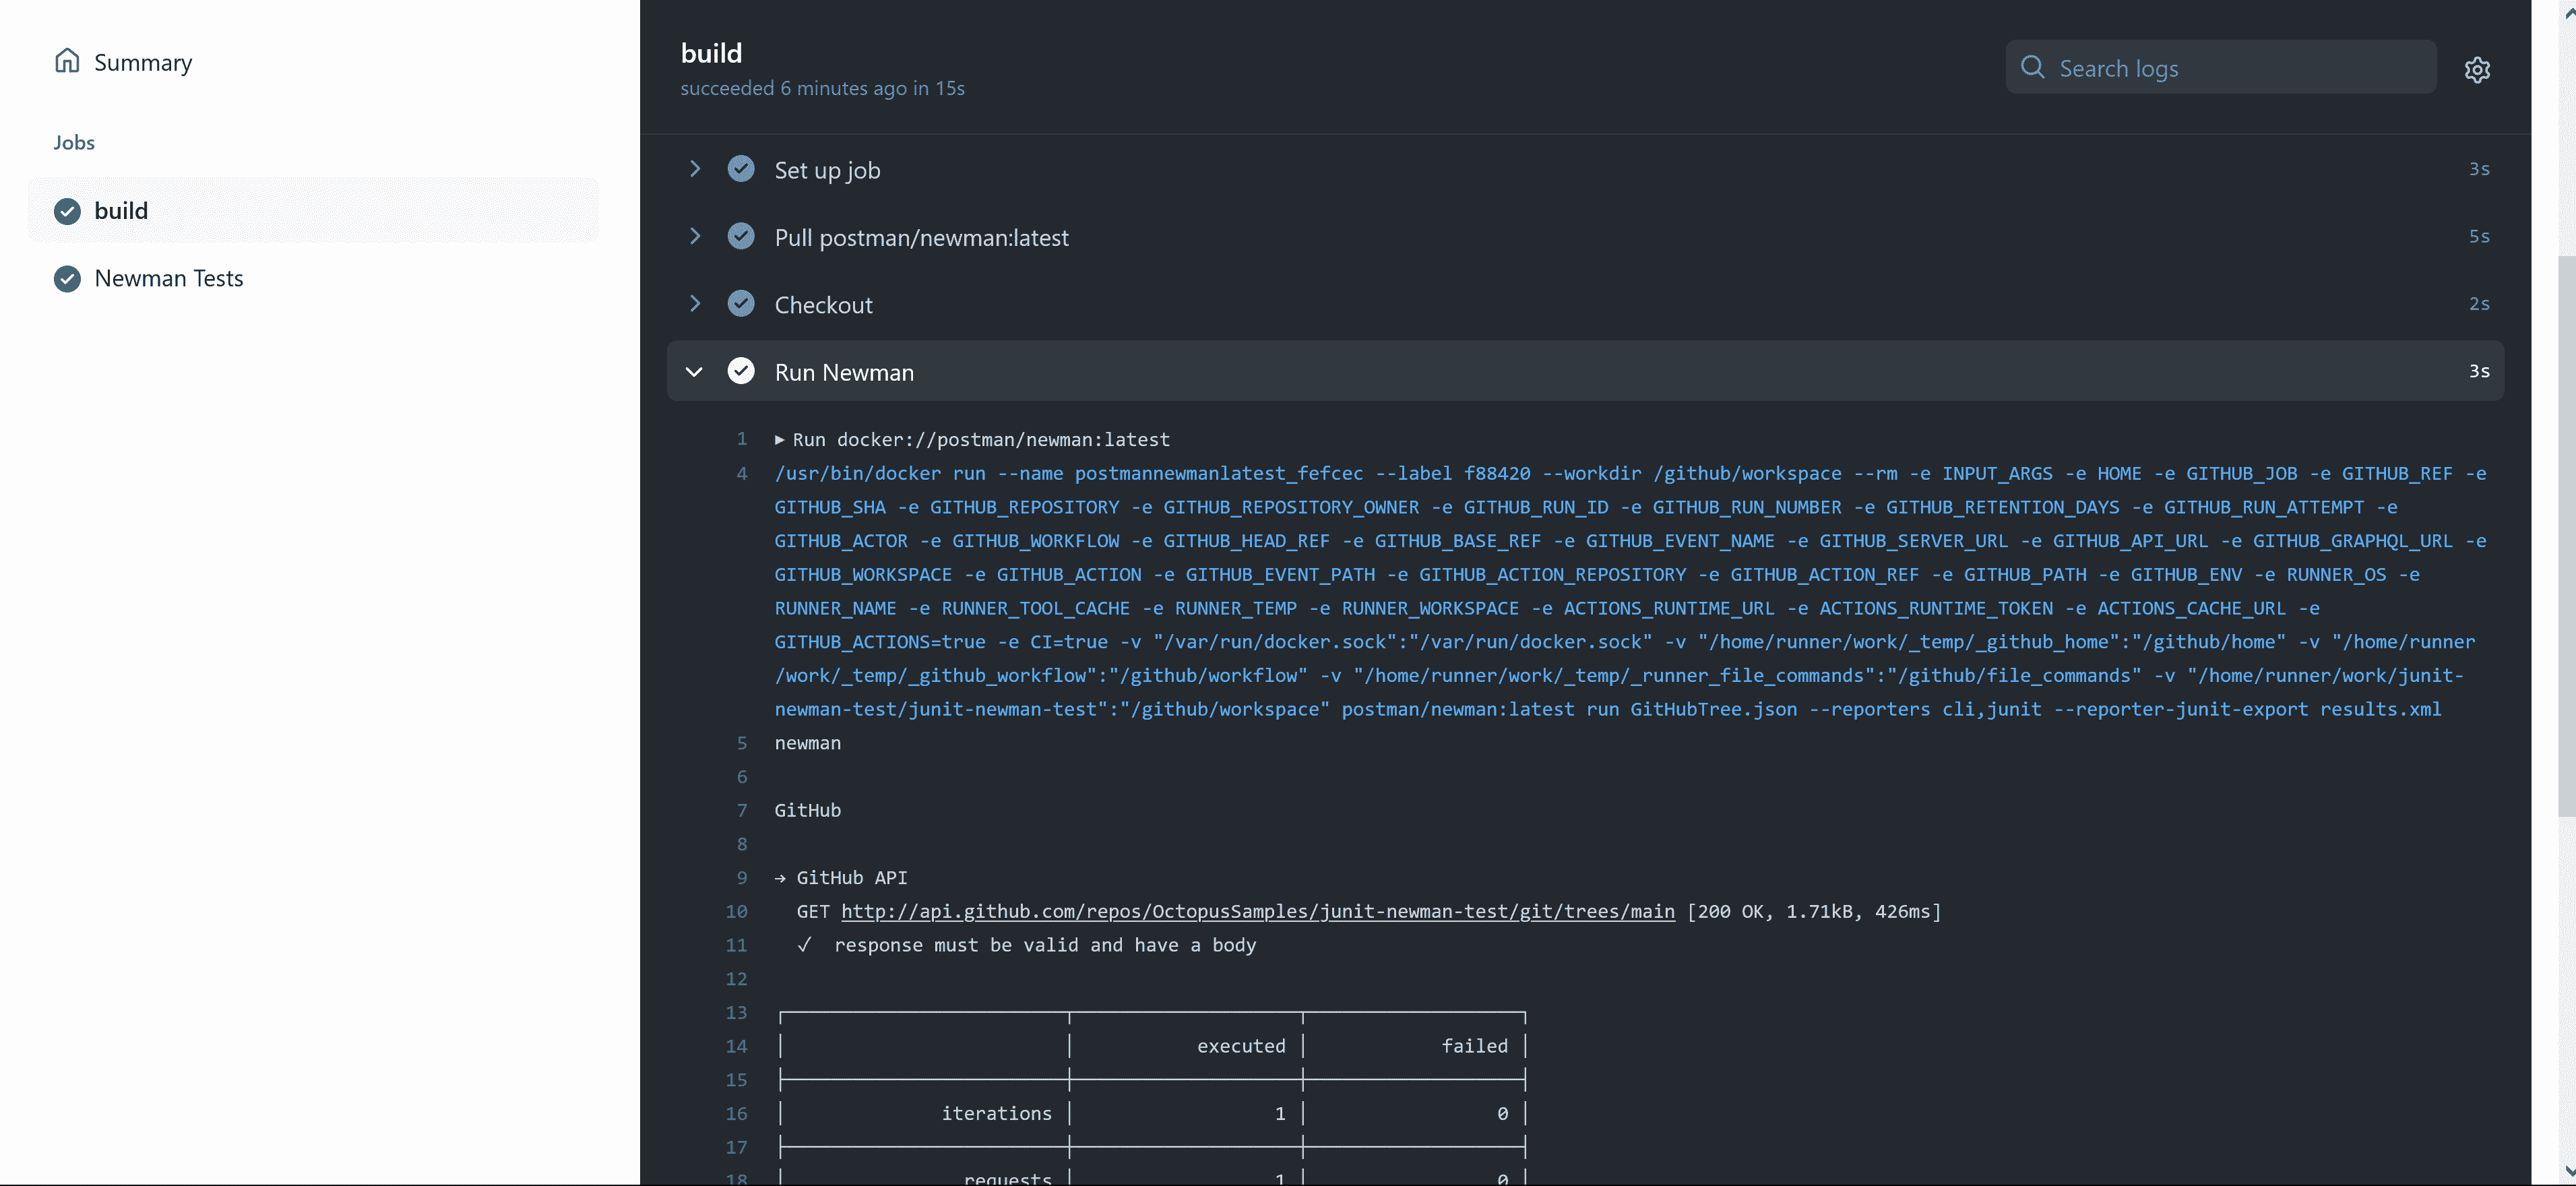 Summary
Jobs
build
Newman Tests
build
succeeded 6 minutes ago in 15s
Search logs
Set up job 3s
Pull postman/newman:latest 5s
Checkout 2s
Run Newman 3s
1 ▶ Run docker://postman/newman:latest
4 /usr/bin/docker run --name postmannewmanlatest_fefcec --label f88420 --workdir /github/workspace --rm -e INPUT_ARGS -e HOME -e GITHUB_JOB -e GITHUB_REF -e
GITHUB_SHA -e GITHUB_REPOSITORY -e GITHUB_REPOSITORY_OWNER -e GITHUB_RUN_ID -e GITHUB_RUN_NUMBER -e GITHUB_RETENTION_DAYS -e GITHUB_RUN_ATTEMPT -e
GITHUB_ACTOR -e GITHUB_WORKFLOW -e GITHUB_HEAD_REF -e GITHUB_BASE_REF -e GITHUB_EVENT_NAME -e GITHUB_SERVER_URL -e GITHUB_API_URL -e GITHUB_GRAPHQL_URL -e
GITHUB_WORKSPACE -e GITHUB_ACTION -e GITHUB_EVENT_PATH -e GITHUB_ACTION_REPOSITORY -e GITHUB_ACTION_REF -e GITHUB_PATH -e GITHUB_ENV -e RUNNER_OS -e
RUNNER_NAME -e RUNNER_TOOL_CACHE -e RUNNER_TEMP -e RUNNER_WORKSPACE -e ACTIONS_RUNTIME_URL -e ACTIONS_RUNTIME_TOKEN -e ACTIONS_CACHE_URL -e
GITHUB_ACTIONS=true -e CI=true -v "/var/run/docker.sock":"/var/run/docker.sock" -v "/home/runner/work/_temp/_github_home":"/github/home" -v "/home/runner
/work/_temp/_github_workflow":"/github/workflow" -v "/home/runner/work/_temp/_runner_file_commands":"/github/file_commands" -v "/home/runner/work/junit-
newman-test/junit-newman-test":"/github/workspace" postman/newman:latest run GitHubTree.json --reporters cli,junit --reporter-junit-export results.xml
5 newman
6
7 GitHub
8
9 → GitHub API
10 GET http://api.github.com/repos/OctopusSamples/junit-newman-test/git/trees/main [200 OK, 1.71kB, 426ms]
11 ✓ response must be valid and have a body
12
13
14 executed failed
15
16 iterations 1 0
17
18 requests 1 0